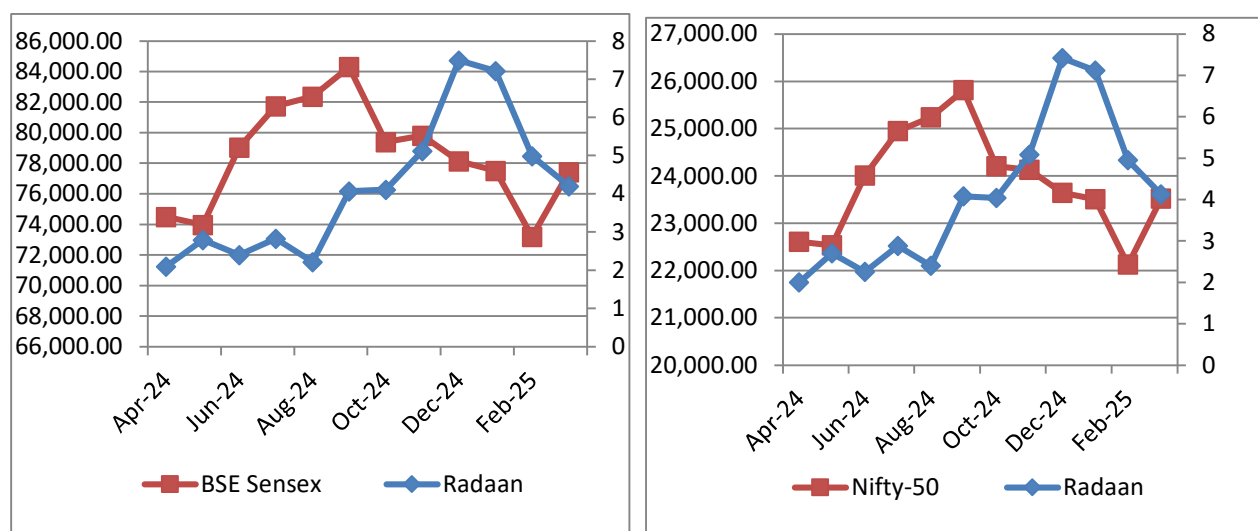 86,000.00
84,000.00
82,000.00
80,000.00
78,000.00
76,000.00
74,000.00
72,000.00
70,000.00
68,000.00
66,000.00
8
7
6
5
4
3
2
1
0
Apr-24
Jun-24
Aug-24
Oct-24
Dec-24
Feb-25
BSE Sensex
Radaan
27,000.00
26,000.00
25,000.00
24,000.00
23,000.00
22,000.00
21,000.00
20,000.00
8
7
6
5
4
3
2
1
0
Apr-24
Jun-24
Aug-24
Oct-24
Dec-24
Feb-25
Nifty-50
Radaan